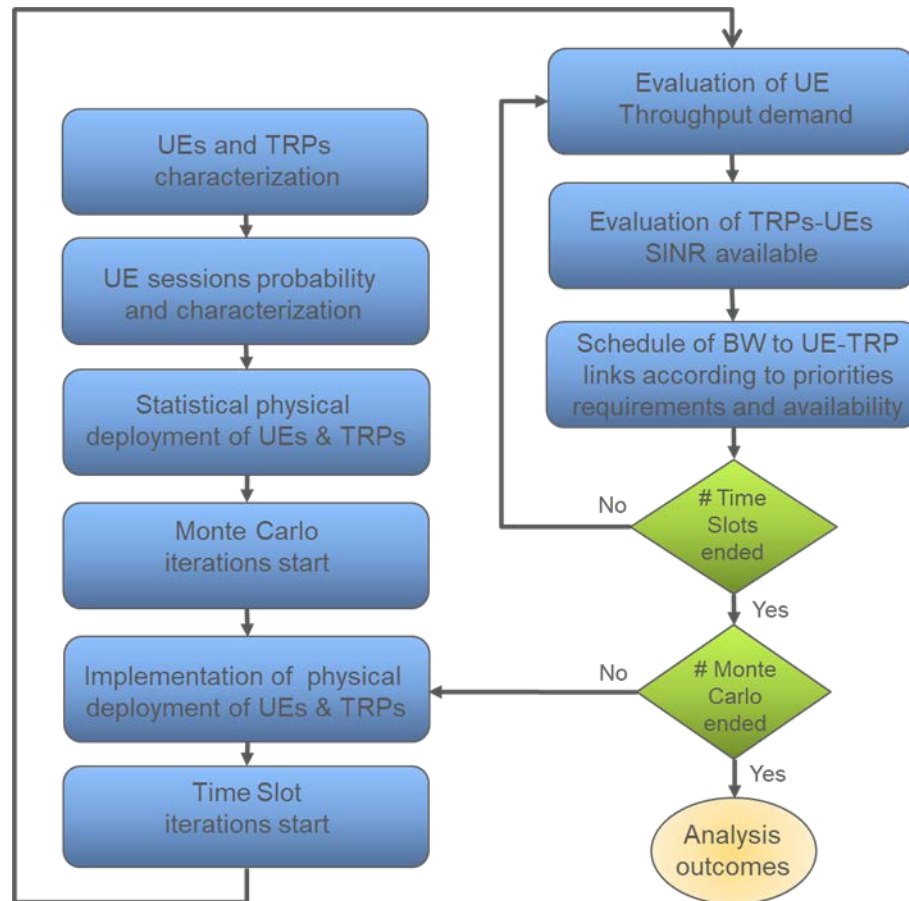 UEs and TRPs
characterization
UE sessions probability
and characterization
Statistical physical
deployment of UEs & TRPs
Monte Carlo
iterations start
Implementation of physical
deployment of UEs & TRPs
Time Slot
iterations start
Evaluation of UE
Throughput demand
Evaluation of TRPs-UEs
SINR available
Schedule of BW to UE-TRP
links according to priorities
requirements and availability
No
# Time
Slots
ended
Yes
No
# Monte
Carlo
ended
Yes
Analysis
outcomes